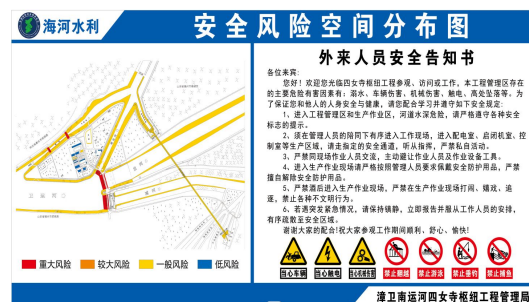 海河水利
安全风险空间分布图
外来人员安全告知书
各位来宾:
您好!欢迎您光临四女寺枢纽工程参观、访问或工作。本工程管理区存在
的主要危险有害因素有:溺水、车辆伤害、机械伤害、触电、高处坠落等。为
了保证您和他人的人身安全与健康,请您配合学习并遵守如下安全规定:
1、进入工程管理区和生产作业区,河道水深危险,请严格遵守各种安全
标志的提示。
2、须在管理人员的陪同下有序进入工作现场,进入配电室、启闭机室、控
制室等生产区域,请走指定的安全通道,听从指挥,严禁私自活动。
3、严禁同现场作业人员交流,主动避让作业人员及作业设备工具。
4、进入生产作业现场请严格按照管理人员要求佩戴安全防护用品,严禁
擅自解除安全防护用品。
5、严禁酒后进入生产作业现场,严禁在生产作业现场打闹、嬉戏、追
逐,禁止各种不文明行为。
6、若遇突发紧急情况,请保持镇静,立即报告并服从工作人员的安排,
有序疏散至安全区域。
谢谢大家的配合!祝大家参观工作期间顺利、舒心、愉快!
重大风险 较大风险 一般风险 低风险
当心车辆 当心触电 当心机械伤害 禁止翻越 禁止游泳 禁止垂钓 禁止捕鱼
漳卫南运河四女寺枢纽工程管理局